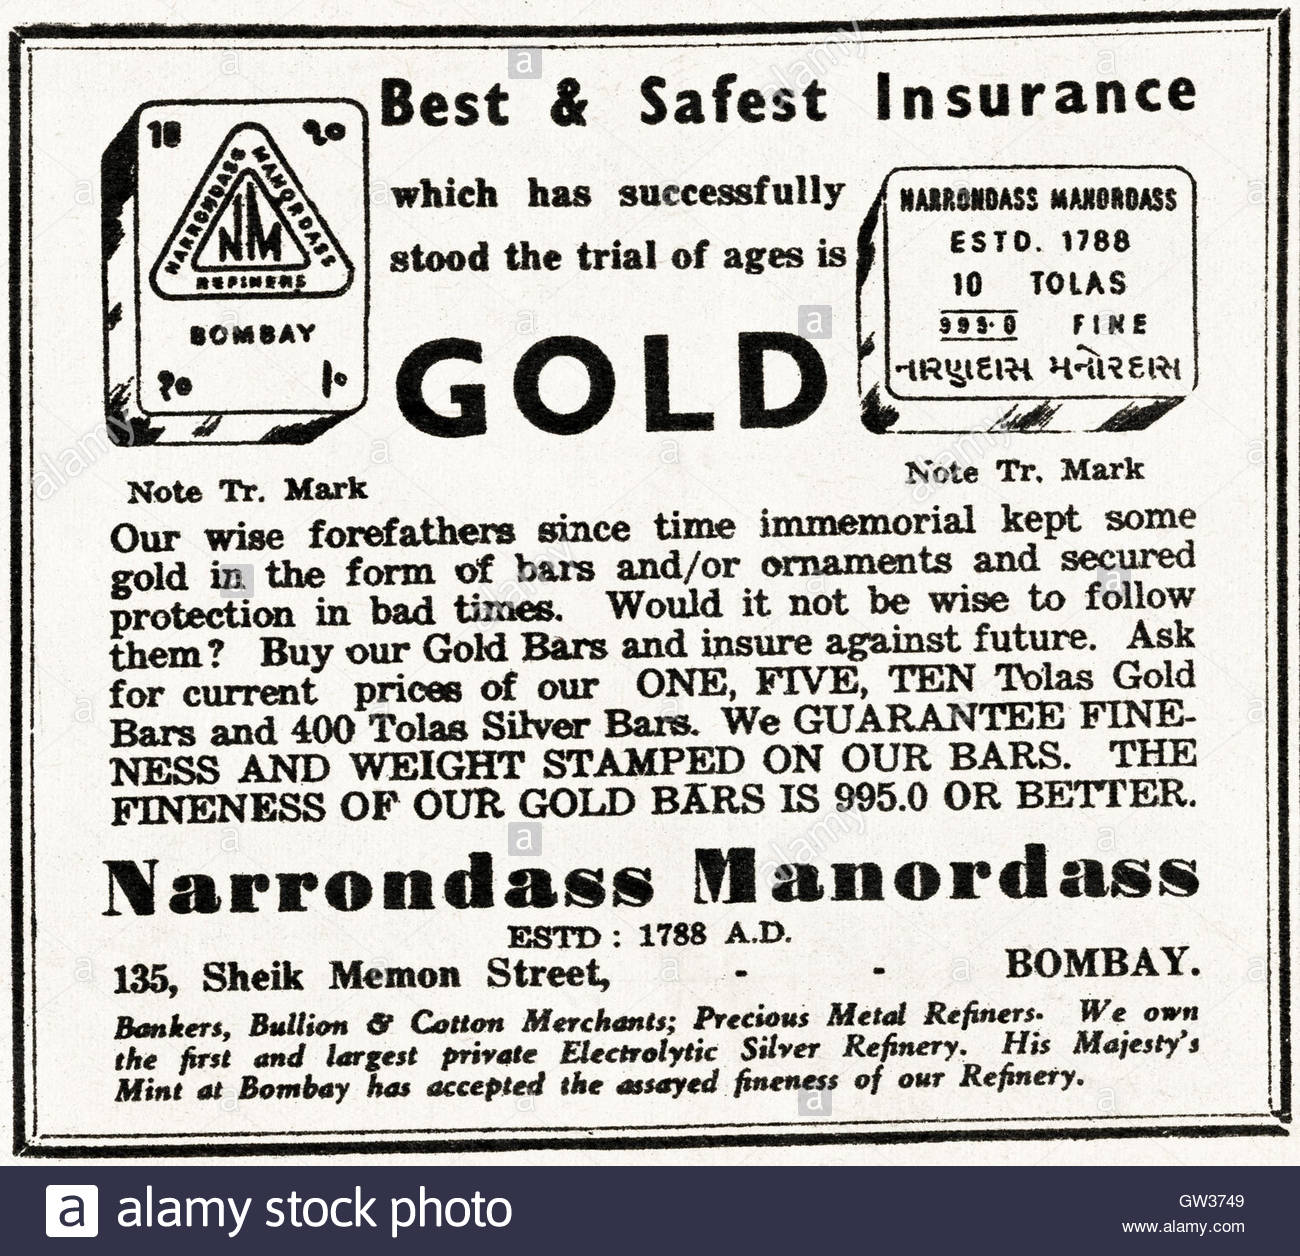 Best & Safest Insurance
which has successfully
stood the trial of ages is
GOLD
10 ૧૦
NARRONDASS MANORDASS
NM
REFINERS
BOMBAY
१० ১০
NARRONDASS MANORDASS
ESTD. 1788
10 TOLAS
995.0 FINE
નારણદાસ મનોરદાસ
Note Tr. Mark
Note Tr. Mark
Our wise forefathers since time immemorial kept some
gold in the form of bars and/or ornaments and secured
protection in bad times. Would it not be wise to follow
them? Buy our Gold Bars and insure against future. Ask
for current prices of our ONE, FIVE, TEN Tolas Gold
Bars and 400 Tolas Silver Bars. We GUARANTEE FINE-
NESS AND WEIGHT STAMPED ON OUR BARS. THE
FINENESS OF OUR GOLD BARS IS 995.0 OR BETTER.
Narrondass Manordass
ESTD : 1788 A.D.
135, Sheik Memon Street, - - BOMBAY.
Bankers, Bullion & Cotton Merchants; Precious Metal Refiners. We own
the first and largest private Electrolytic Silver Refinery. His Majesty's
Mint at Bombay has accepted the assayed fineness of our Refinery.
a alamy stock photo
GW3749
www.alamy.com